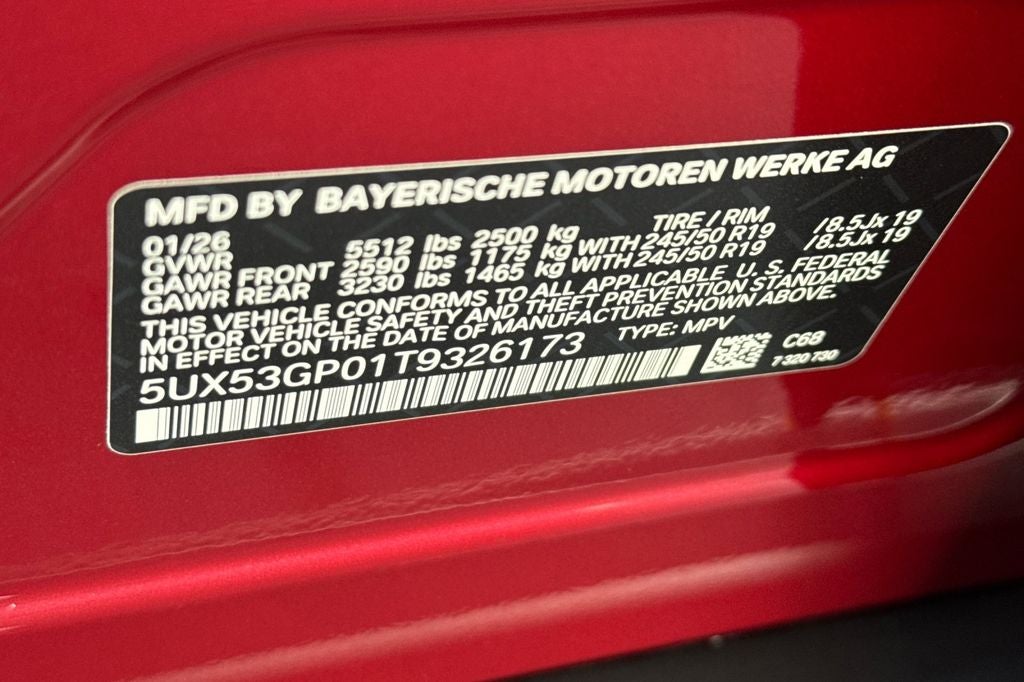 MFD BY BAYERISCHE MOTOREN WERKE AG
01/26 TIRE / RIM
GVWR 5512 lbs 2500 kg
GAWR FRONT 2590 lbs 1175 kg WITH 245/50 R19 /8.5Jx 19
GAWR REAR 3230 lbs 1465 kg WITH 245/50 R19 /8.5Jx 19
THIS VEHICLE CONFORMS TO ALL APPLICABLE U. S. FEDERAL
MOTOR VEHICLE SAFETY AND THEFT PREVENTION STANDARDS
IN EFFECT ON THE DATE OF MANUFACTURE SHOWN ABOVE.
5UX53GP01T9326173 TYPE: MPV
C68
7320730